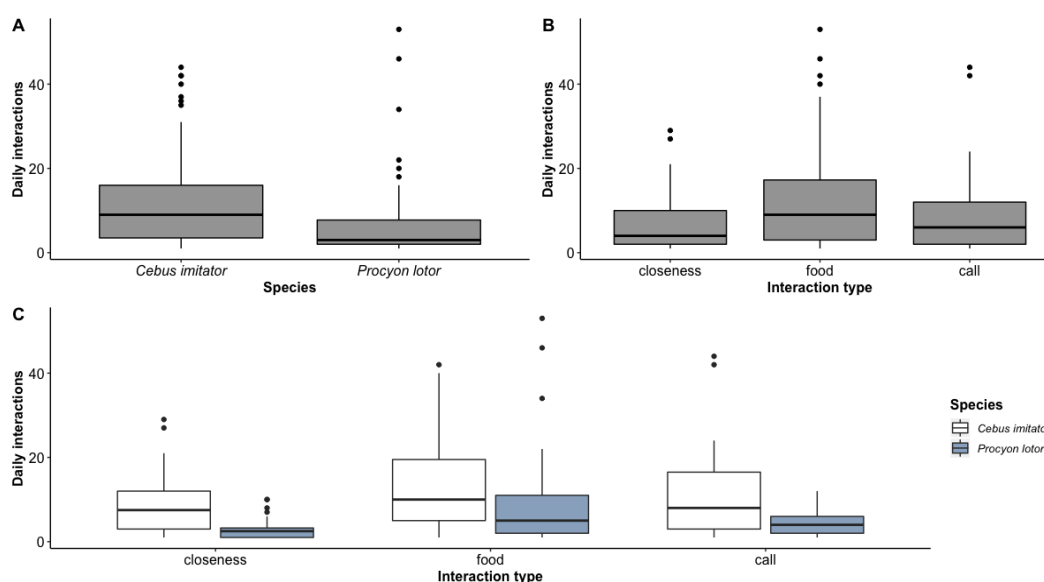 A
Daily interactions
40
20
0
Cebus imitator
Procyon lotor
Species
B
Daily interactions
40
20
0
closeness
food
call
Interaction type
C
Daily interactions
40
20
0
closeness
food
call
Interaction type
Species
Cebus imitato
Procyon lotor